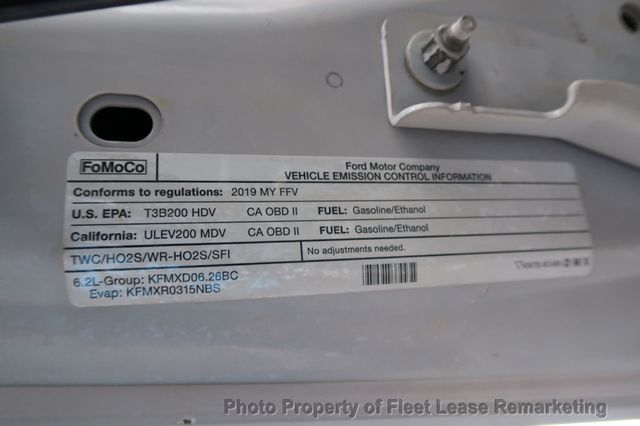 FoMoCo
Ford Motor Company
VEHICLE EMISSION CONTROL INFORMATION
Conforms to regulations: 2019 MY FFV
U.S. EPA: T3B200 HDV CA OBD II FUEL: Gasoline/Ethanol
California: ULEV200 MDV CA OBD II FUEL: Gasoline/Ethanol
TWC/HO2S/WR-HO2S/SFI No adjustments needed.
6.2L-Group: KFMXD06.26BC
Evap: KFMXR0315NBS
Photo Property of Fleet Lease Remarketing